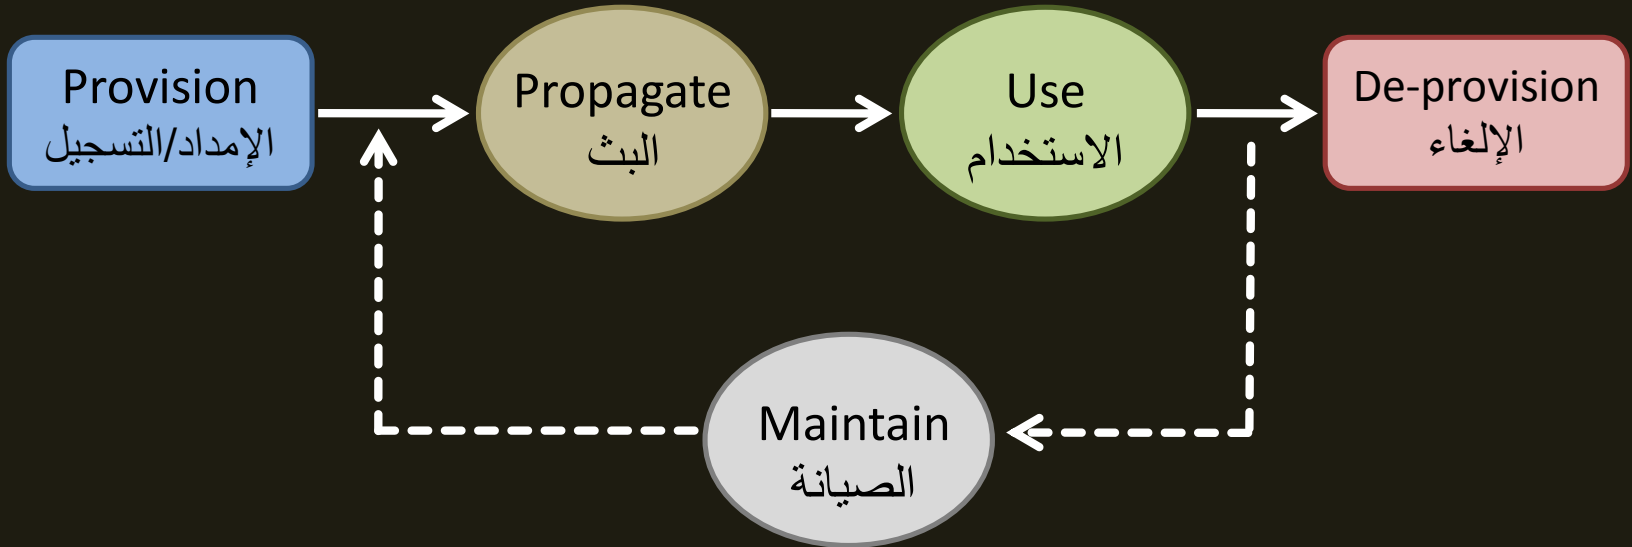 Provision
الإمداد/التسجيل
Propagate
البث
Use
الاستخدام
De-provision
الإلغاء
Maintain
الصيانة